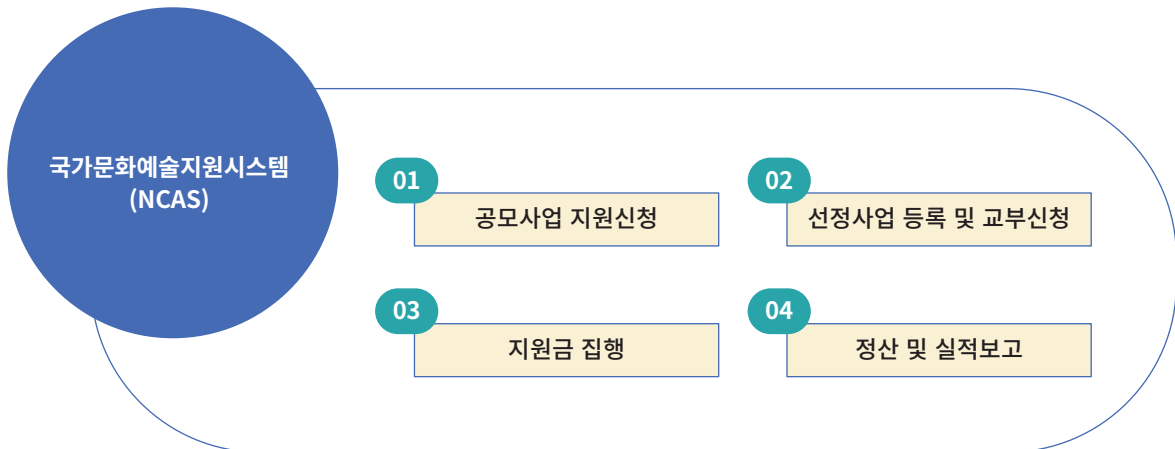 국가문화예술지원시스템
(NCAS)
01
공모사업 지원신청
02
선정사업 등록 및 교부신청
03
지원금 집행
04
정산 및 실적보고